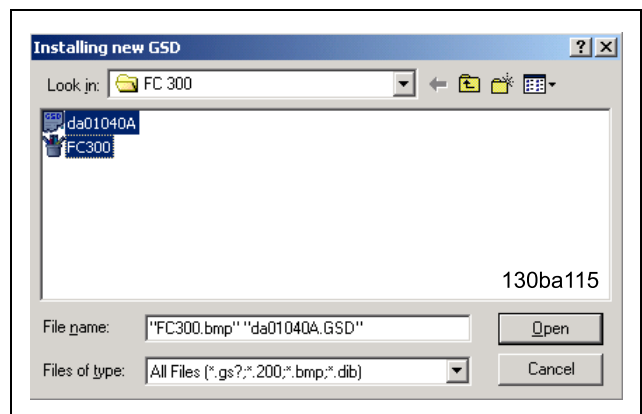 Installing new GSD
Look in: FC 300
da01040A
FC300
130ba115
File name: "FC300.bmp" "da01040A.GSD"
Open
Files of type: All Files (*.gs?;*.200;*.bmp;*.dib)
Cancel